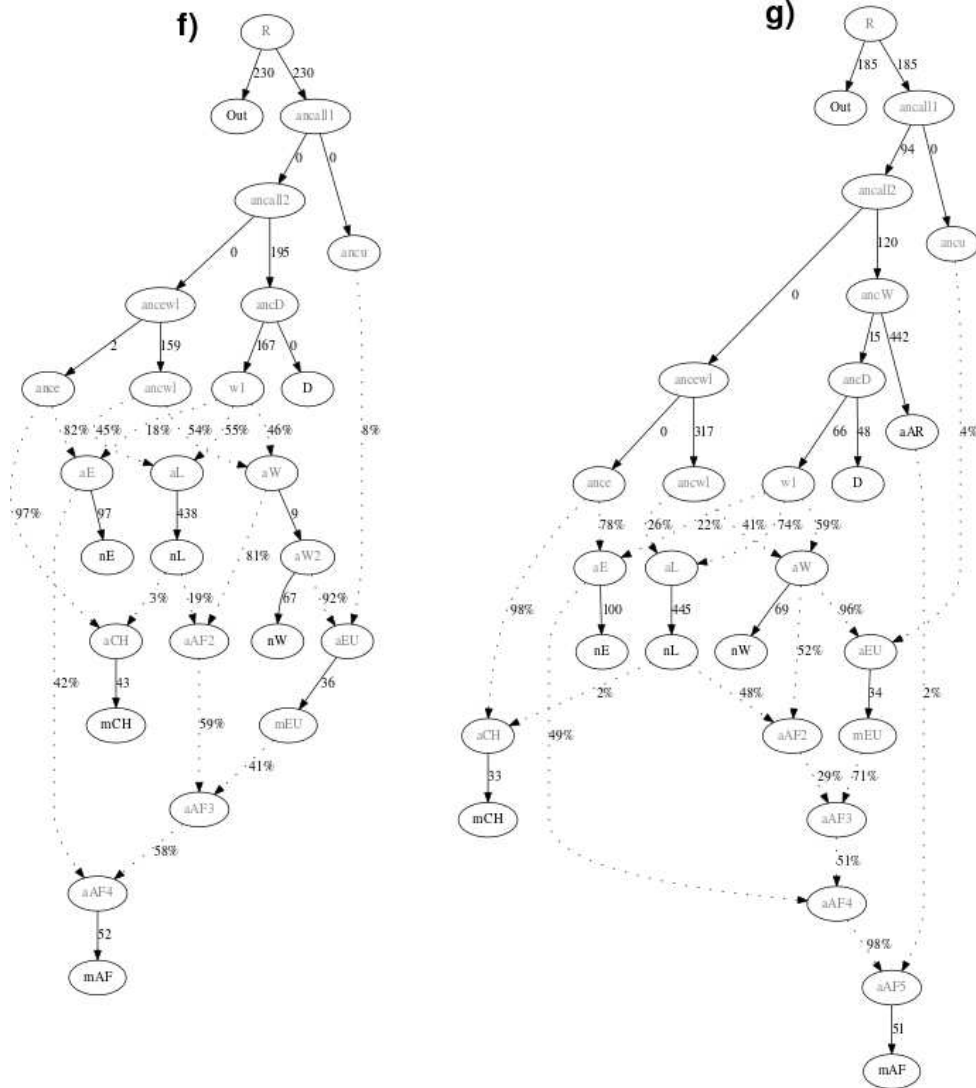 f)
R
230 230
Out ancall1
0 0
ancall2
ancu
0 195
ancewl ancD
2 159 167 0
ance ancwl w1 D
82% 45% 18% 54% 55% 46% 8%
aE aL aW
97% 97 438 81% 9
nE nL aW2
3% 19% 67 92%
aCH aAF2 nW aEU
42% 43 59% 36
mCH mEU
41%
aAF3
58%
aAF4
52
mAF
g)
R
185 185
Out ancall1
94 0
ancall2
120 ancu
0 ancW
15 442
ancewl ancD
0 317 66 48 aAR 4%
ance ancwl w1 D
78% 26% 22% 41% 74% 59%
aE aL aW
98% 100 445 69 96%
nE nL nW 52% aEU
2% 48% 34 2%
aCH 49% aAF2 mEU
33 29% 71%
mCH aAF3
51%
aAF4
98%
aAF5
51
mAF